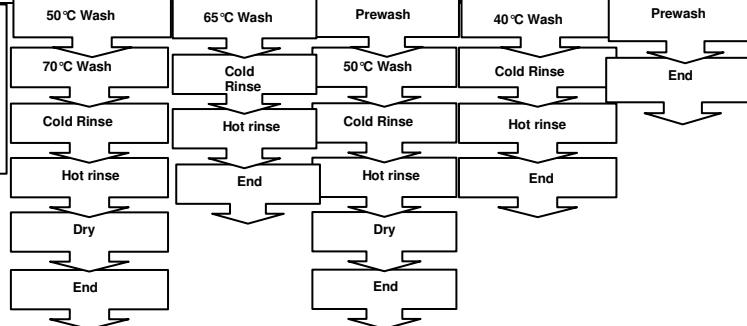 50°C Wash
70°C Wash
Cold Rinse
Hot rinse
Dry
End
65°C Wash
Cold
Rinse
Hot rinse
End
Prewash
50°C Wash
Cold Rinse
Hot rinse
Dry
End
40°C Wash
Cold Rinse
Hot rinse
End
Prewash
End